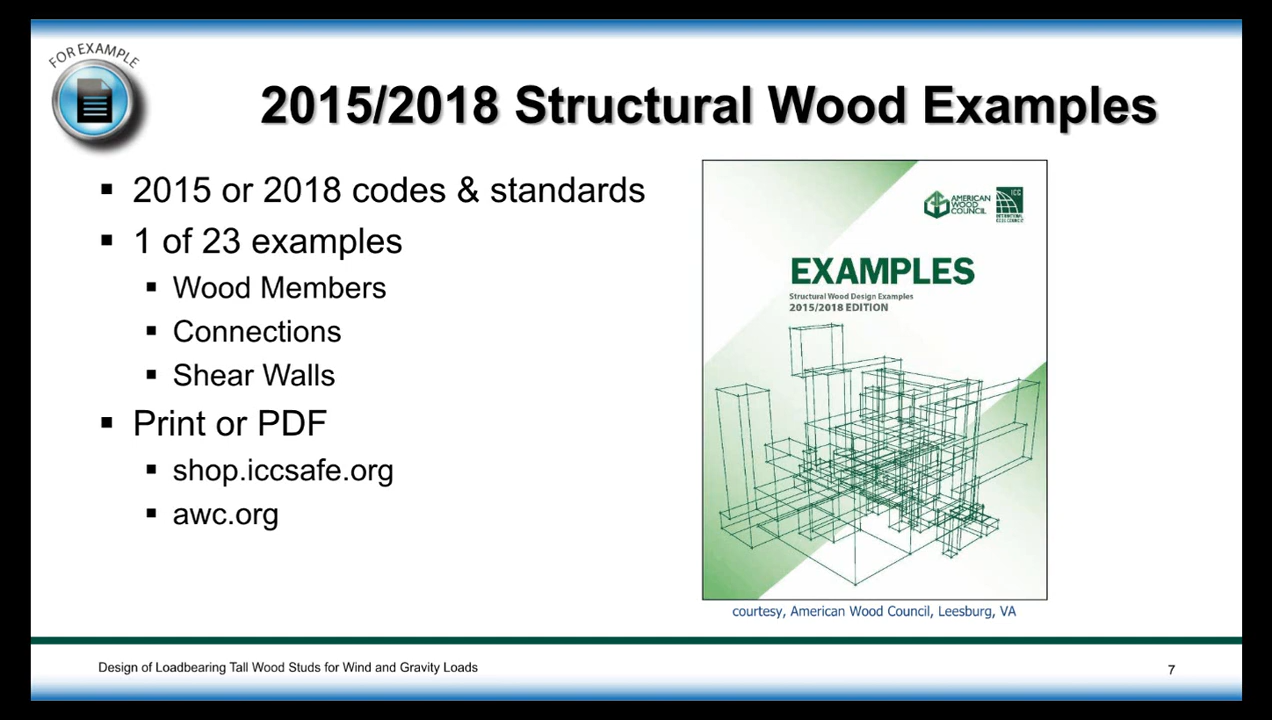 FOR EXAMPLE
2015/2018 Structural Wood Examples
2015 or 2018 codes & standards
1 of 23 examples
Wood Members
Connections
Shear Walls
Print or PDF
shop.iccsafe.org
awc.org
AMERICAN
WOOD
COUNCIL
ICC
INTERNATIONAL
CODE COUNCIL
EXAMPLES
Structural Wood Design Examples
2015/2018 EDITION
courtesy, American Wood Council, Leesburg, VA
Design of Loadbearing Tall Wood Studs for Wind and Gravity Loads
7